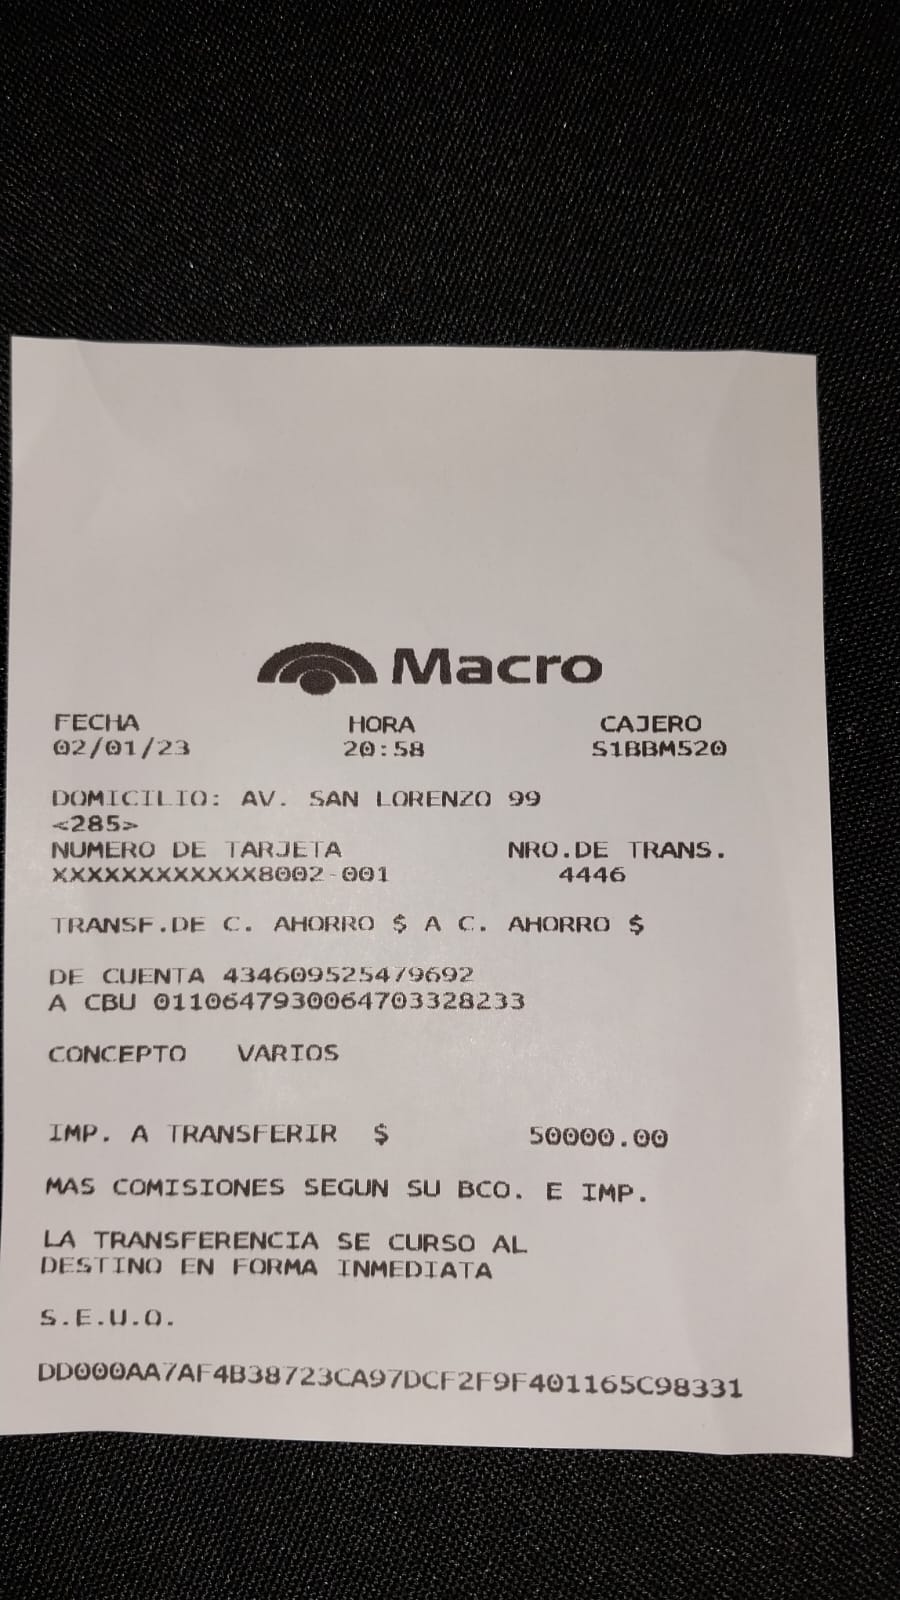 Macro
FECHA HORA CAJERO
02/01/23 20:58 S1BBM520
DOMICILIO: AV. SAN LORENZO 99
<285>
NUMERO DE TARJETA NRO.DE TRANS.
XXXXXXXXXXXX8002-001 4446
TRANSF.DE C. AHORRO $ A C. AHORRO $
DE CUENTA 434609525479692
A CBU 0110647930064703328233
CONCEPTO VARIOS
IMP. A TRANSFERIR $ 50000.00
MAS COMISIONES SEGUN SU BCO. E IMP.
LA TRANSFERENCIA SE CURSO AL
DESTINO EN FORMA INMEDIATA
S.E.U.O.
DD000AA7AF4B38723CA97DCF2F9F401165C98331